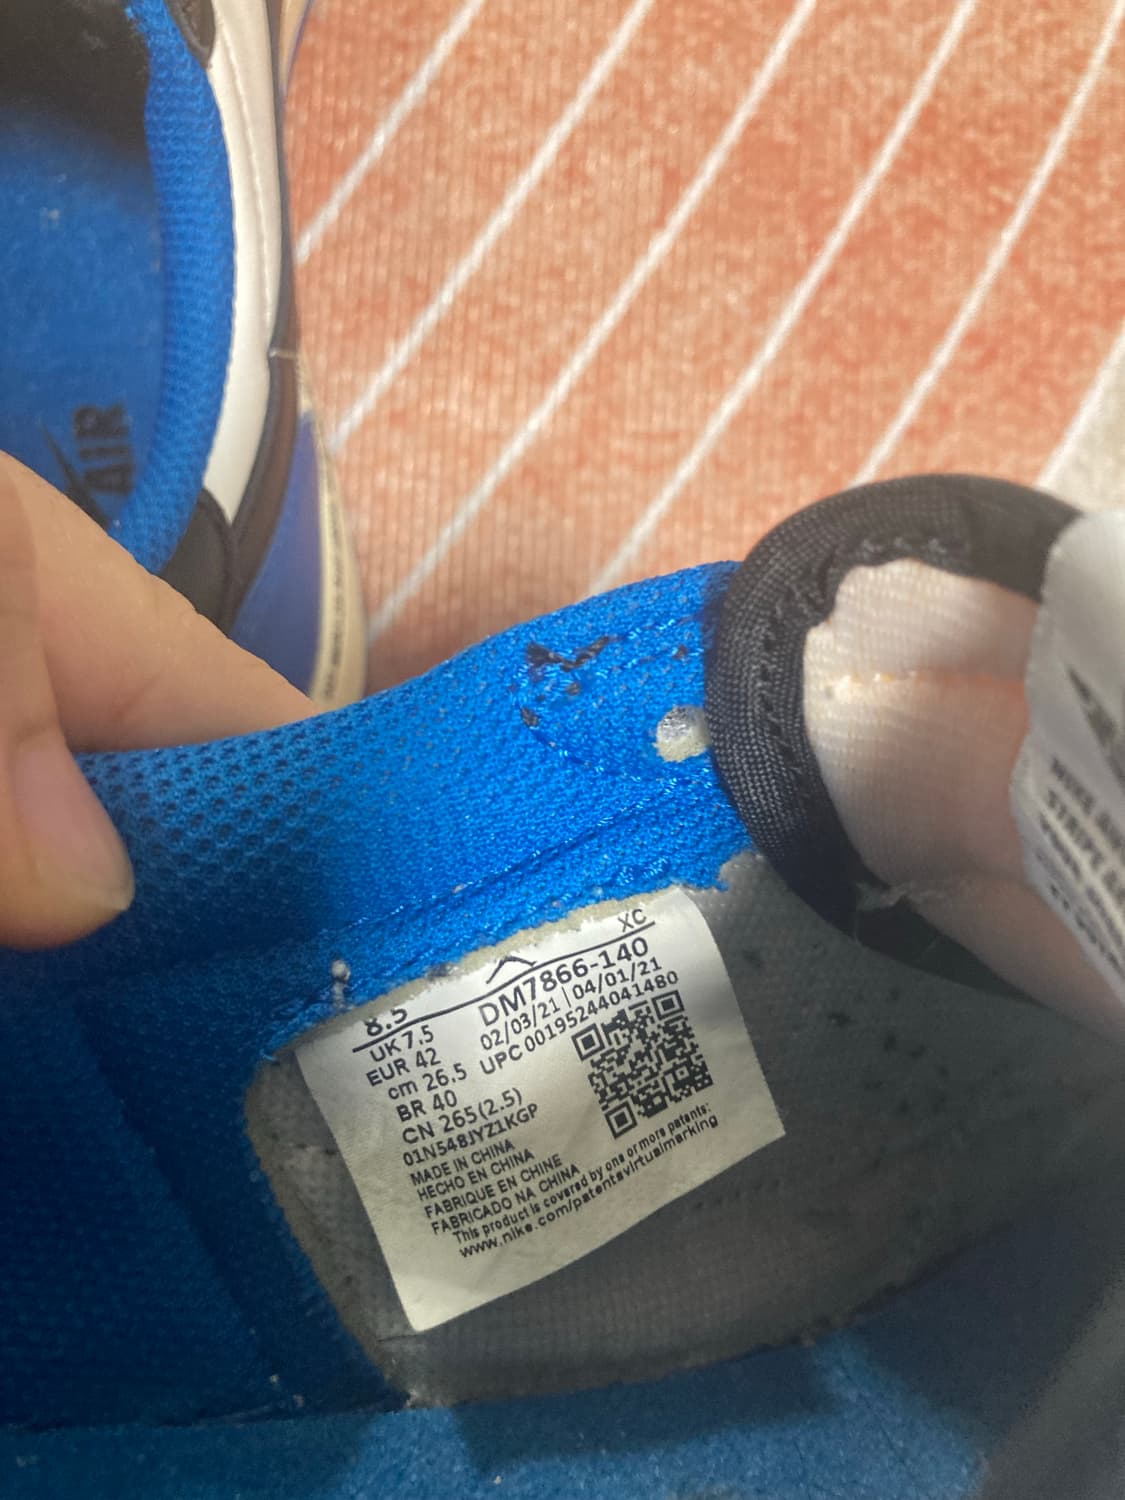 AIR
XC
8.5
DM7866-140
UK 7.5
02/03/21 | 04/01/21
EUR 42
UPC 00195244041480
cm 26.5
BR 40
CN 265(2.5)
01N548JYZ1KGP
MADE IN CHINA
HECHO EN CHINA
FABRIQUE EN CHINE
FABRICADO NA CHINA
This product is covered by one or more patents:
www.nike.com/patentsvirtualmarking